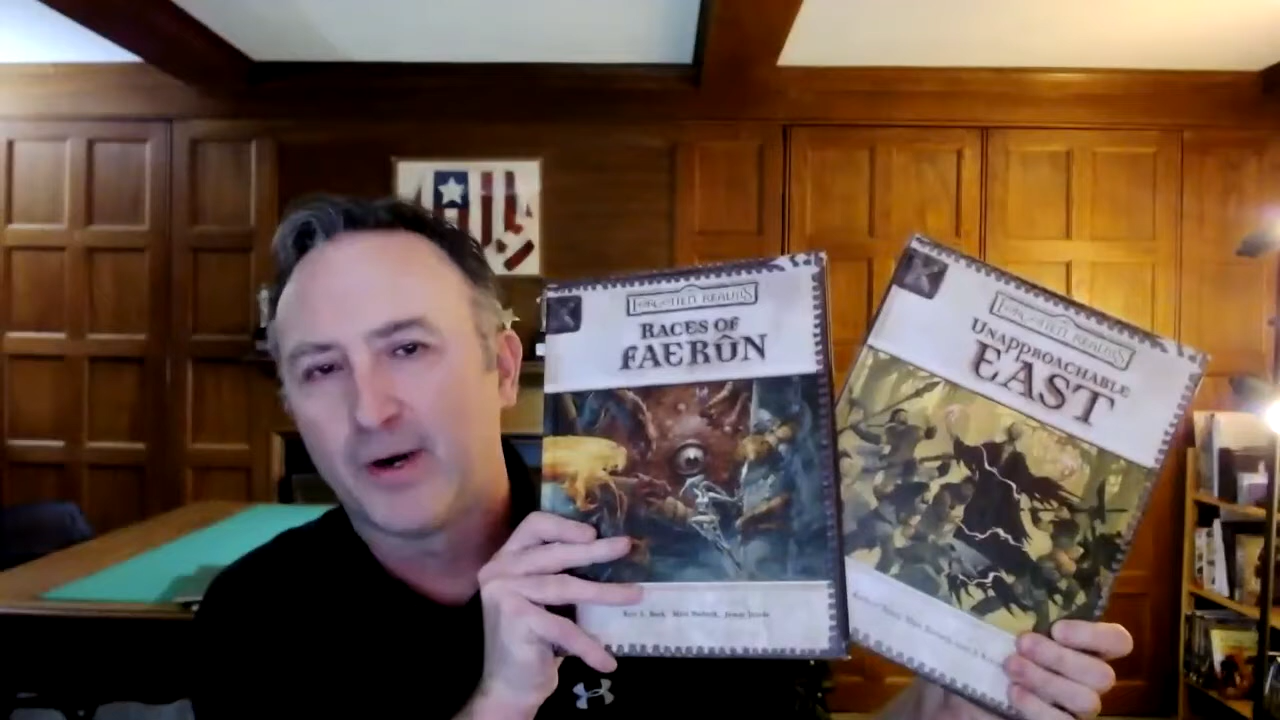 FORGOTTEN REALMS
RACES OF
FAERÛN
FORGOTTEN REALMS
UNAPPROACHABLE
EAST